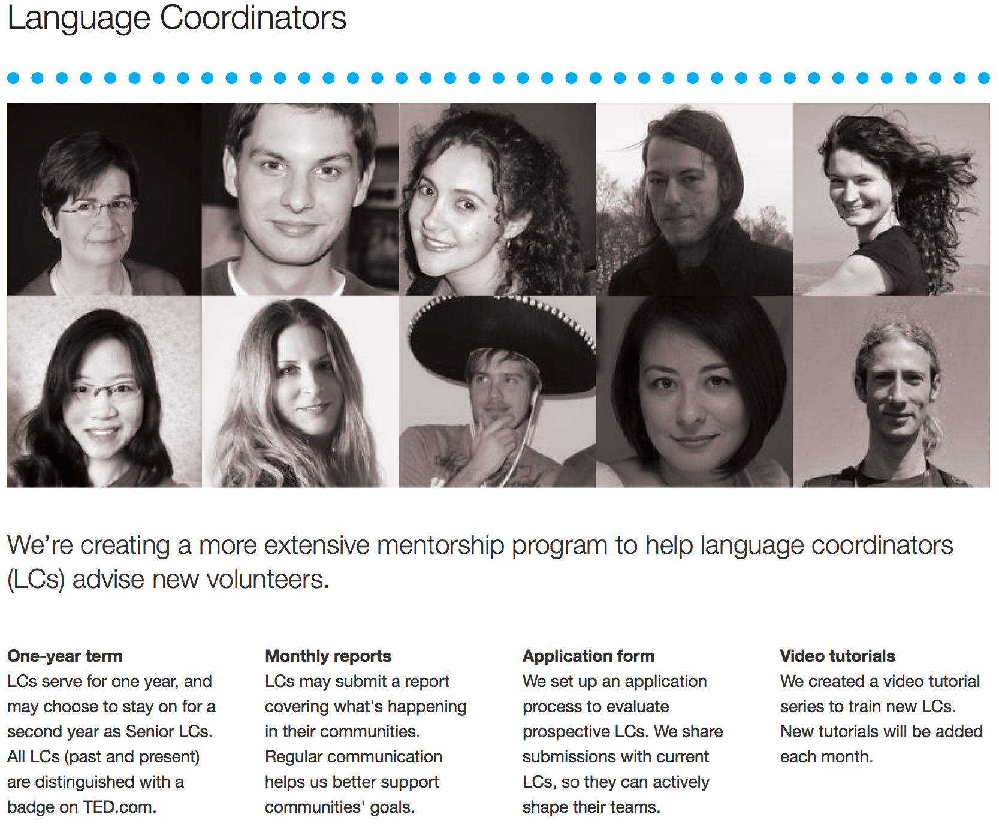 Language Coordinators
We’re creating a more extensive mentorship program to help language coordinators
(LCs) advise new volunteers.
One-year term
LCs serve for one year, and
may choose to stay on for a
second year as Senior LCs.
All LCs (past and present)
are distinguished with a
badge on TED.com.
Monthly reports
LCs may submit a report
covering what's happening
in their communities.
Regular communication
helps us better support
communities' goals.
Application form
We set up an application
process to evaluate
prospective LCs. We share
submissions with current
LCs, so they can actively
shape their teams.
Video tutorials
We created a video tutorial
series to train new LCs.
New tutorials will be added
each month.